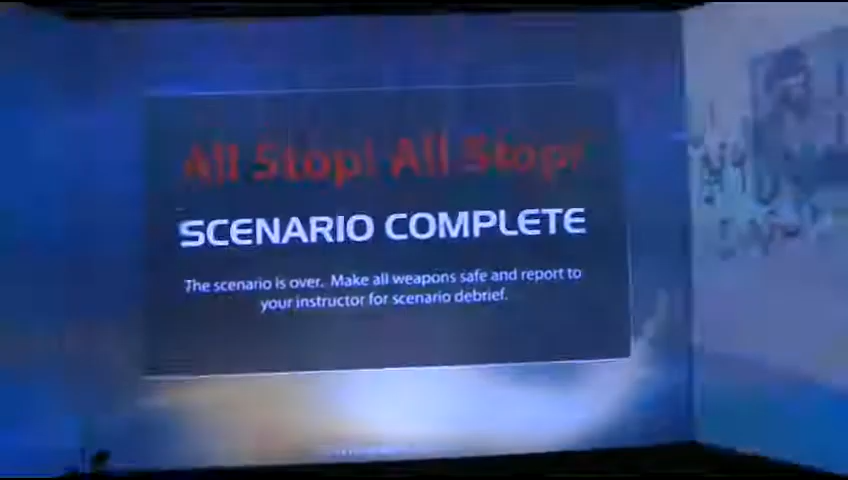 All Stop! All Stop!
SCENARIO COMPLETE
The scenario is over. Make all weapons safe and report to
your instructor for scenario debrief.